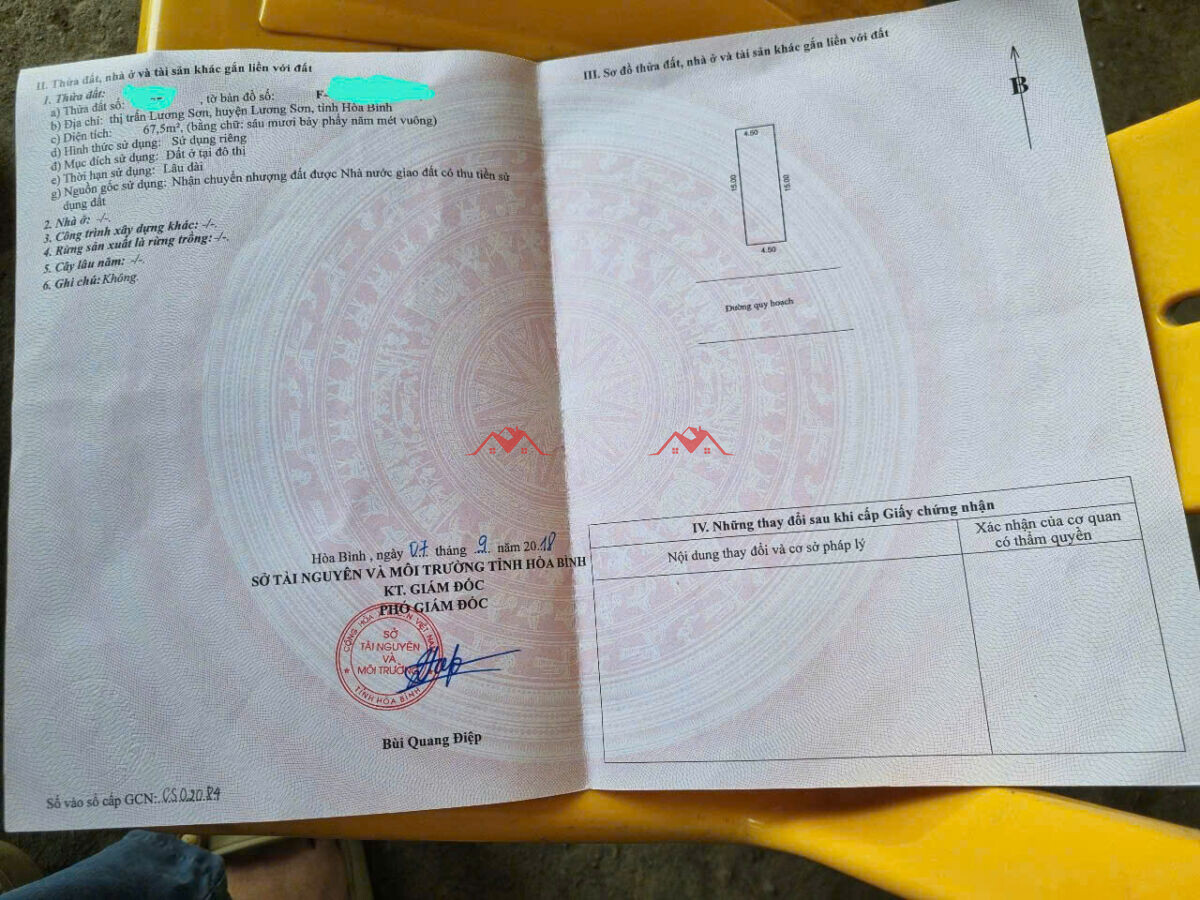 II. Thửa đất, nhà ở và tài sản khác gắn liền với đất
1. Thửa đất:
a) Thửa đất số: , tờ bản đồ số: F-
b) Địa chỉ: thị trấn Lương Sơn, huyện Lương Sơn, tỉnh Hòa Bình
c) Diện tích: 67,5m², (bằng chữ: sáu mươi bảy phẩy năm mét vuông)
d) Hình thức sử dụng: Sử dụng riêng
đ) Mục đích sử dụng: Đất ở tại đô thị
e) Thời hạn sử dụng: Lâu dài
g) Nguồn gốc sử dụng: Nhận chuyển nhượng đất được Nhà nước giao đất có thu tiền sử
dụng đất
2. Nhà ở: -/-.
3. Công trình xây dựng khác: -/-.
4. Rừng sản xuất là rừng trồng: -/-.
5. Cây lâu năm: -/-.
6. Ghi chú: Không.
Hòa Bình , ngày 07 tháng 9 năm 2018
SỞ TÀI NGUYÊN VÀ MÔI TRƯỜNG TỈNH HÒA BÌNH
KT. GIÁM ĐỐC
PHÓ GIÁM ĐỐC
SỞ
TÀI NGUYÊN
VÀ
MÔI TRƯỜNG
TỈNH HÒA BÌNH
Bùi Quang Điệp
Số vào sổ cấp GCN: CS02084
III. Sơ đồ thửa đất, nhà ở và tài sản khác gắn liền với đất
B
4.50
15.00
15.00
4.50
Đường quy hoạch
IV. Những thay đổi sau khi cấp Giấy chứng nhận
Nội dung thay đổi và cơ sở pháp lý
Xác nhận của cơ quan
có thẩm quyền